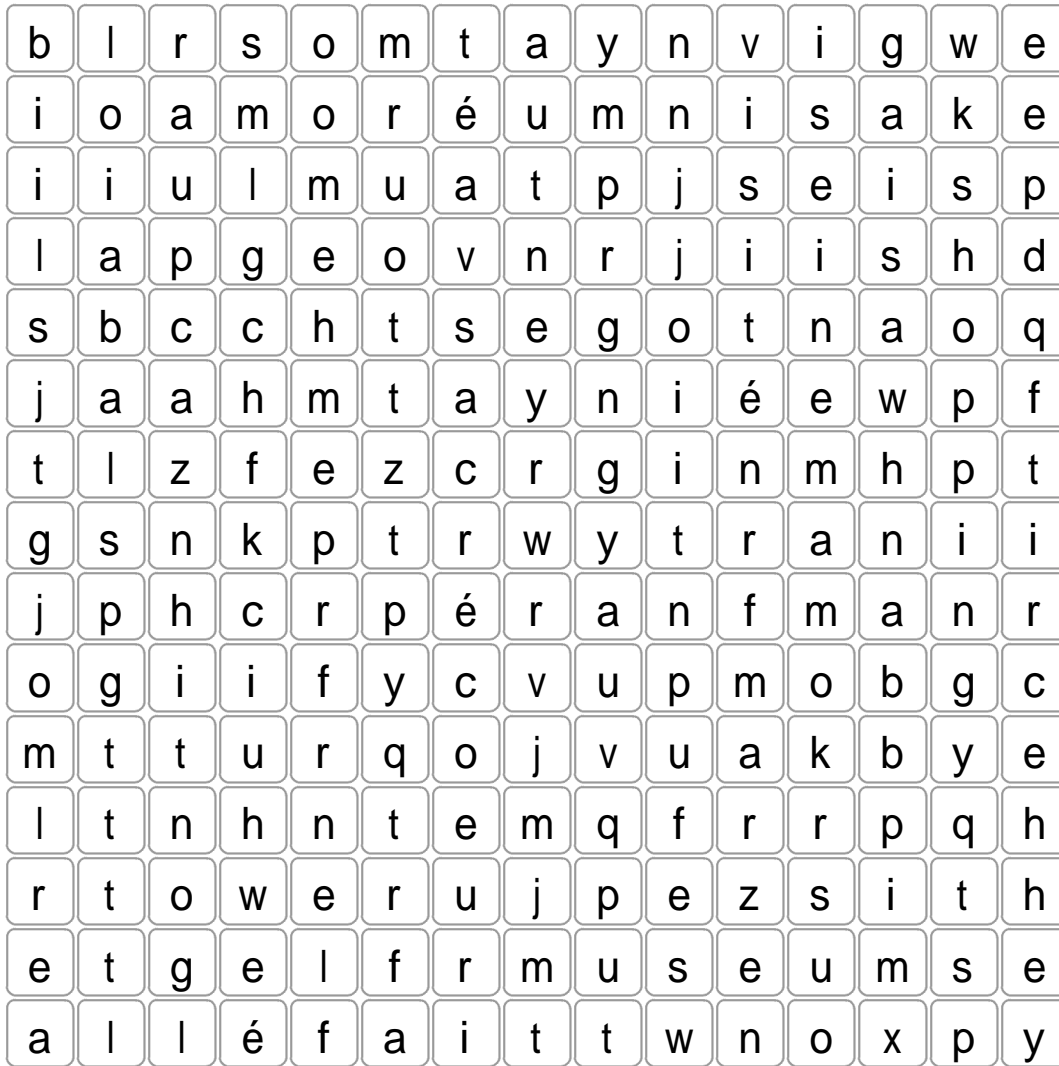 b l r s o m t a y n v i g w e
i o a m o r é u m n i s a k e
i i u l m u a t p j s e i s p
l a p g e o v n r j i i s h d
s b c c h t s e g o t n a o q
j a a h m t a y n i é e w p f
t l z f e z c r g i n m h p t
g s n k p t r w y t r a n i i
j p h c r p é r a n f m a n r
o g i i f y c v u p m o b g c
m t t u r q o j v u a k b y e
l t n h n t e m q f r r p q h
r t o w e r u j p e z s i t h
e t g e l f r m u s e u m s e
a l l é f a i t t w n o x p y